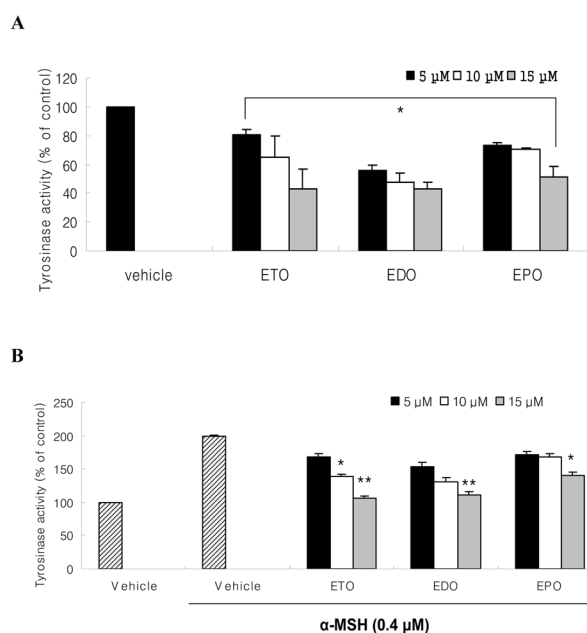 A
5 μM 10 μM 15 μM
Tyrosinase activity (% of control)
120
100
80
60
40
20
0
*
vehicle ETO EDO EPO
B
5 μM 10 μM 15 μM
Tyrosinase activity (% of control)
250
200
150
100
50
0
* ** ** *
Vehicle Vehicle ETO EDO EPO
α-MSH (0.4 μM)